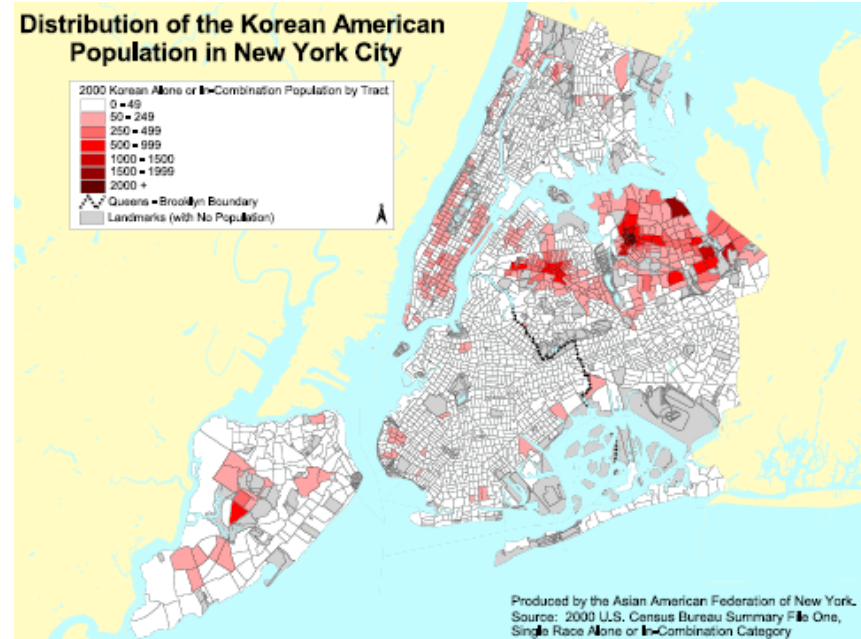 Distribution of the Korean American
Population in New York City
2000 Korean Alone or In-Combination Population by Tract
0 - 49
50 - 249
250 - 499
500 - 999
1000 - 1500
1500 - 1999
2000 +
Queens - Brooklyn Boundary
Landmarks (with No Population)
Produced by the Asian American Federation of New York.
Source: 2000 U.S. Census Bureau Summary File One,
Single Race Alone or In-Combination Category